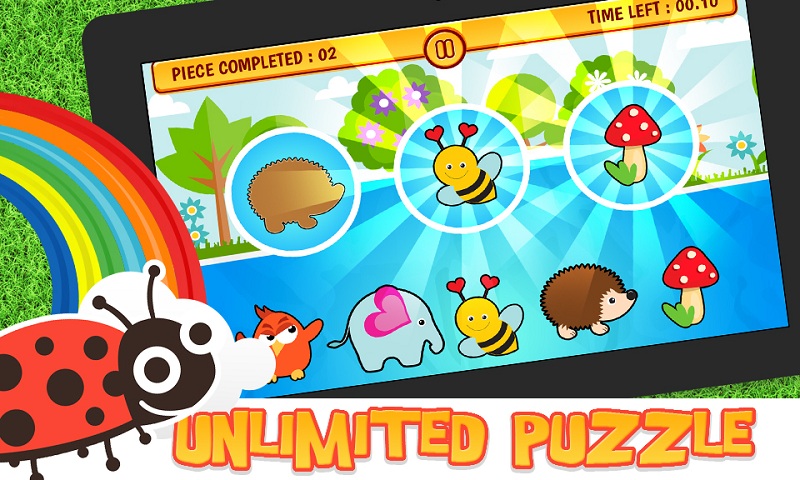 PIECE COMPLETED : 02
TIME LEFT : 00.10
UNLIMITED PUZZLE